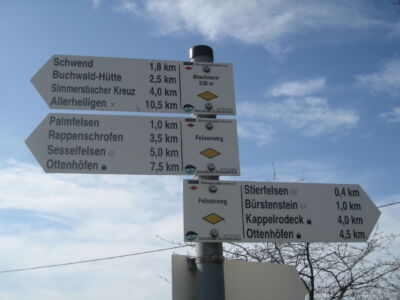 Schwend 1,8 km
Buchwald-Hütte 2,5 km
Simmersbacher Kreuz 4,0 km
Allerheiligen 10,5 km
Blaubronn
536 m
Palmfelsen 1,0 km
Rappenschrofen 3,5 km
Sesselfelsen 5,0 km
Ottenhöfen 7,5 km
Felsenweg
Felsenweg
Stierfelsen 0,4 km
Bürstenstein 1,0 km
Kappelrodeck 4,0 km
Ottenhöfen 4,5 km